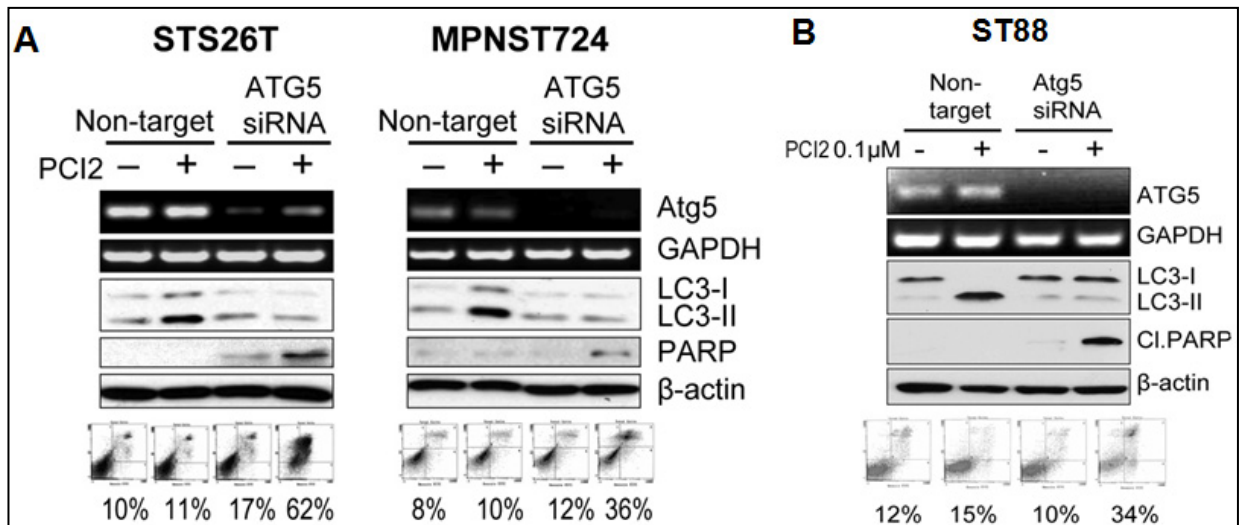 A
STS26T
MPNST724
ATG5
siRNA
Non-target
ATG5
siRNA
Non-target
PCI2 – + – +
– + – +
Atg5
GAPDH
LC3-I
LC3-II
PARP
β-actin
10% 11% 17% 62%
8% 10% 12% 36%
B
ST88
Non-
target
Atg5
siRNA
PCI2 0.1µM - + - +
ATG5
GAPDH
LC3-I
LC3-II
Cl.PARP
β-actin
12% 15% 10% 34%